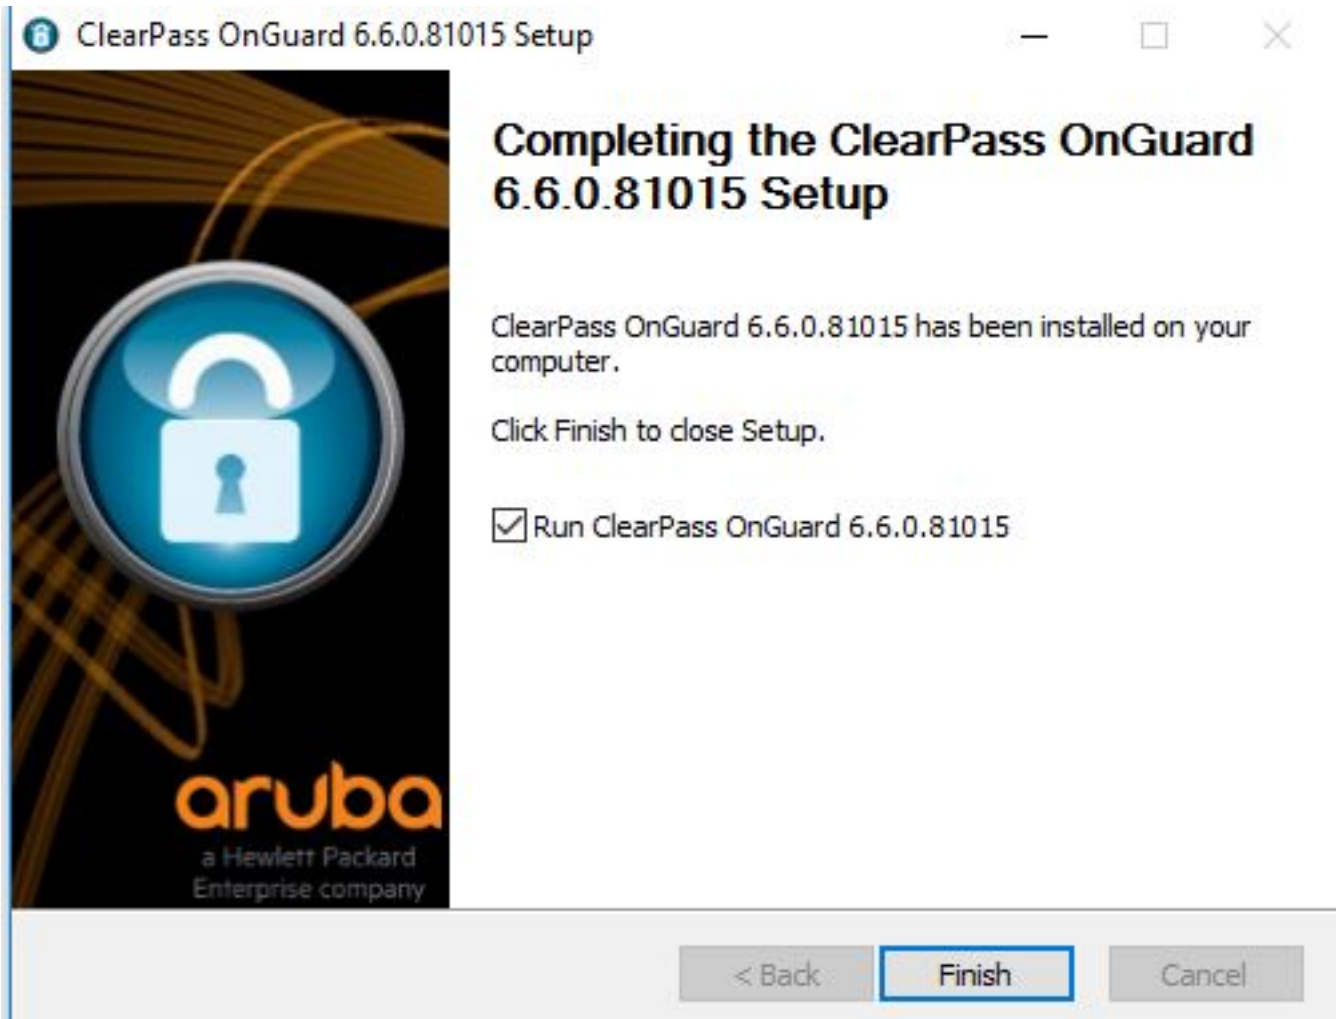 ClearPass OnGuard 6.6.0.81015 Setup
Completing the ClearPass OnGuard
6.6.0.81015 Setup
ClearPass OnGuard 6.6.0.81015 has been installed on your
computer.
Click Finish to close Setup.
Run ClearPass OnGuard 6.6.0.81015
aruba
a Hewlett Packard
Enterprise company
< Back
Finish
Cancel